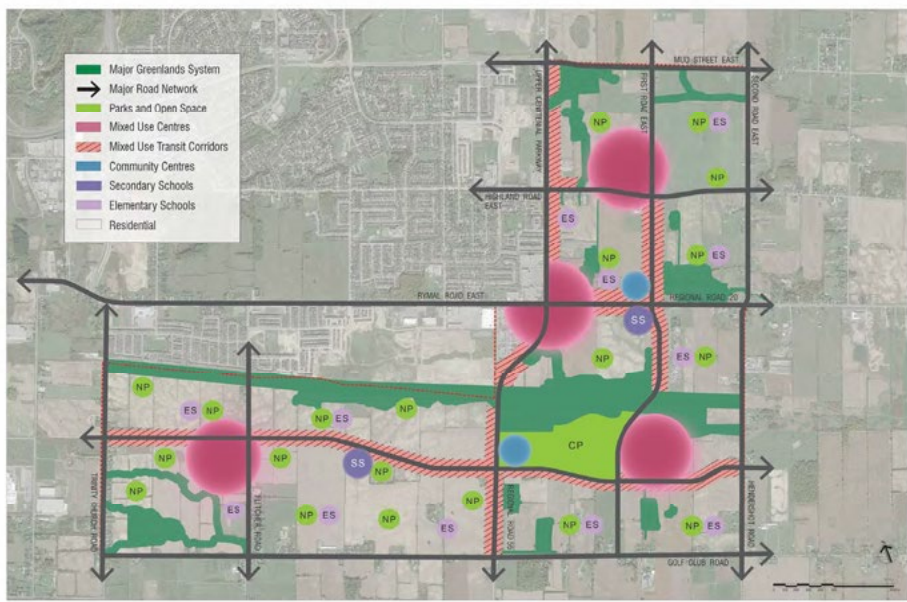 Major Greenlands System
Major Road Network
Parks and Open Space
Mixed Use Centres
Mixed Use Transit Corridors
Community Centres
Secondary Schools
Elementary Schools
Residential
MUD STREET EAST
UPPER CENTENNIAL PARKWAY
FIRST ROAD EAST
SECOND ROAD EAST
NP
NP ES
NP
HIGHLAND ROAD
EAST
ES
NP
NP ES
ES
RYMAL ROAD EAST
REGIONAL ROAD 20
SS
NP
ES NP
NP
ES NP
NP ES
NP
CP
NP
NP
SS
NP
NP
TRINITY CHURCH ROAD
ES
FLETCHER ROAD
NP ES
NP
NP
ES
REGIONAL ROAD 56
NP ES
NP ES
HENDERSHOT ROAD
GOLF CLUB ROAD